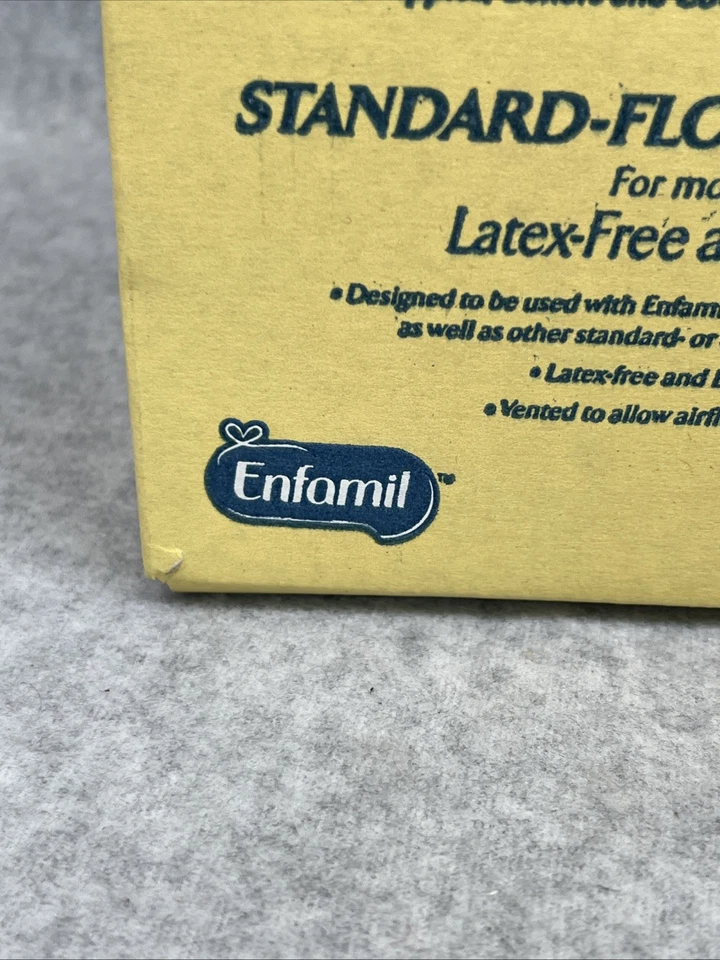 STANDARD-FLO
For mo
Latex-Free a
• Designed to be used with Enfami
as well as other standard- or
• Latex-free and
• Vented to allow airfl
Enfamil™